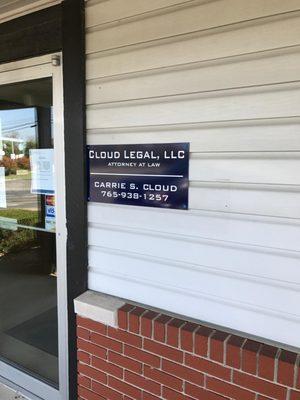 CLOUD LEGAL, LLC
ATTORNEY AT LAW
CARRIE S. CLOUD
765-938-1257